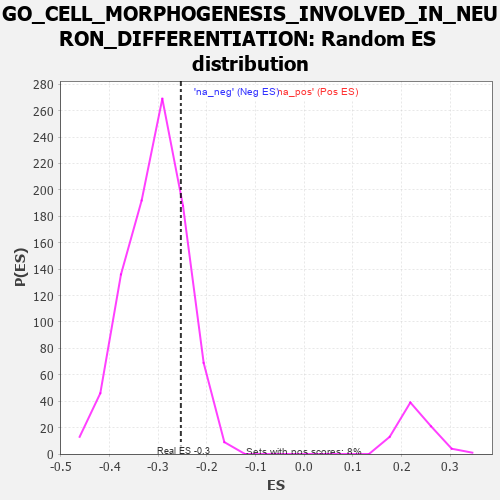 GO_CELL_MORPHOGENESIS_INVOLVED_IN_NEU
RON_DIFFERENTIATION: Random ES
distribution
'na_neg' (Neg ES)
na_pos' (Pos ES)
280
260
240
220
200
180
160
140
120
100
80
60
40
20
0
P(ES)
Real ES -0.3
Sets with pos scores: 8%
-0.5 -0.4 -0.3 -0.2 -0.1 0.0 0.1 0.2 0.3
ES